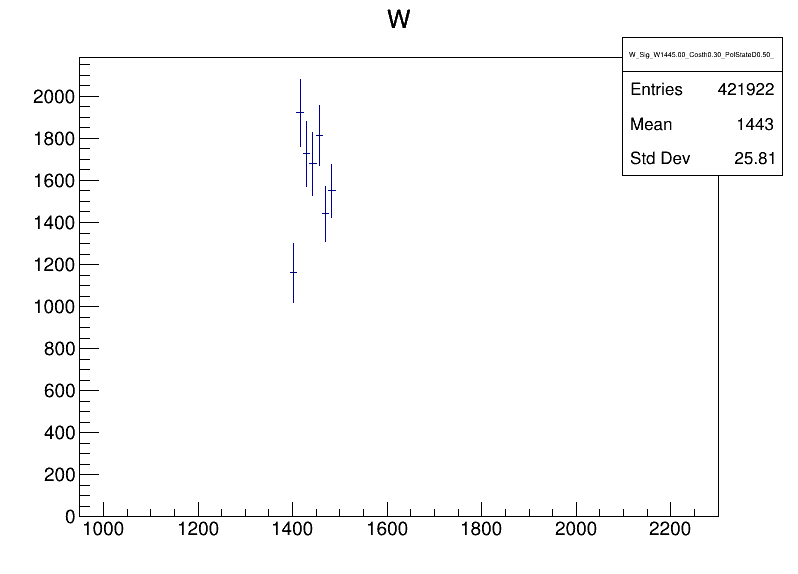 W
W_Sig_W1445.00_Costh0.30_PolStateD0.50_
Entries 421922
Mean 1443
Std Dev 25.81
2000
1800
1600
1400
1200
1000
800
600
400
200
0
1000 1200 1400 1600 1800 2000 2200